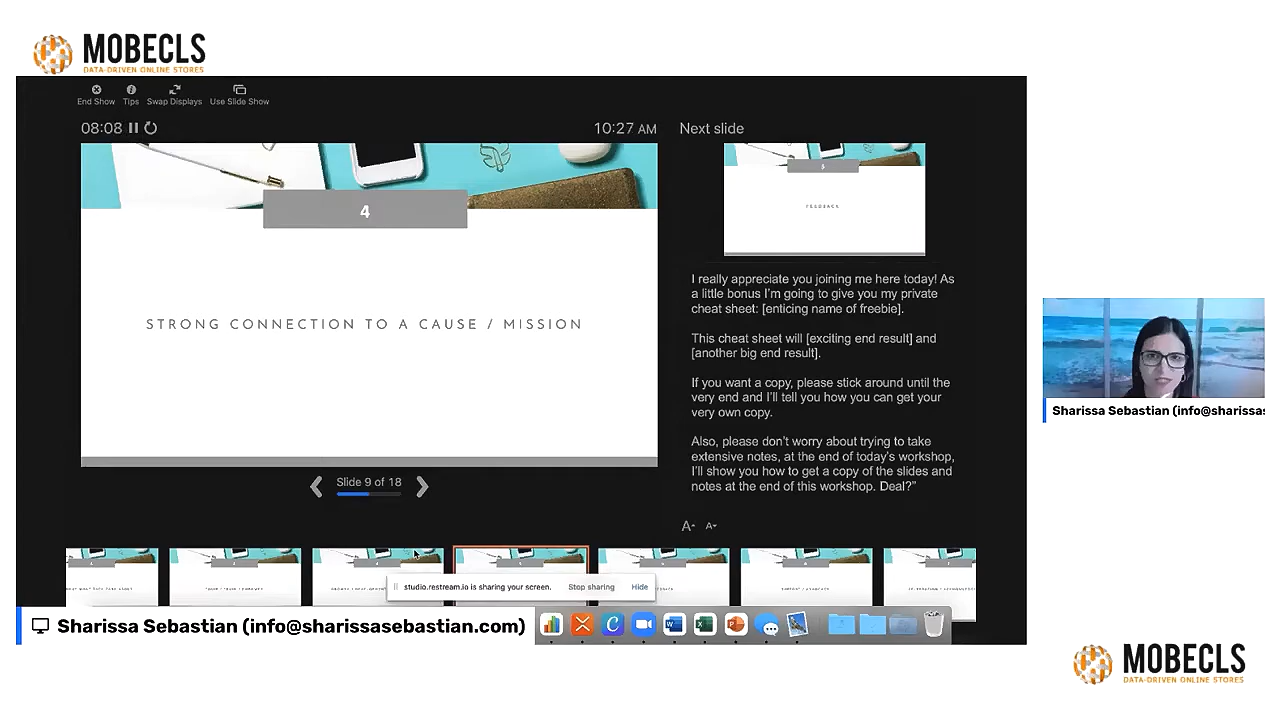 MOBECLS
DATA-DRIVEN ONLINE STORES
End Show Tips Swap Displays Use Slide Show
08:08
10:27 AM
Next slide
4
STRONG CONNECTION TO A CAUSE / MISSION
5
FEEDBACK
I really appreciate you joining me here today! As
a little bonus I'm going to give you my private
cheat sheet: [enticing name of freebie].
This cheat sheet will [exciting end result] and
[another big end result].
If you want a copy, please stick around until the
very end and I'll tell you how you can get your
very own copy.
Also, please don't worry about trying to take
extensive notes, at the end of today's workshop,
I'll show you how to get a copy of the slides and
notes at the end of this workshop. Deal?"
Slide 9 of 18
A A
studio.restream.io is sharing your screen. Stop sharing Hide
Sharissa Sebastian (info@sharissasebastian.com)
Sharissa Sebastian (info@sharissas
MOBECLS
DATA-DRIVEN ONLINE STORES